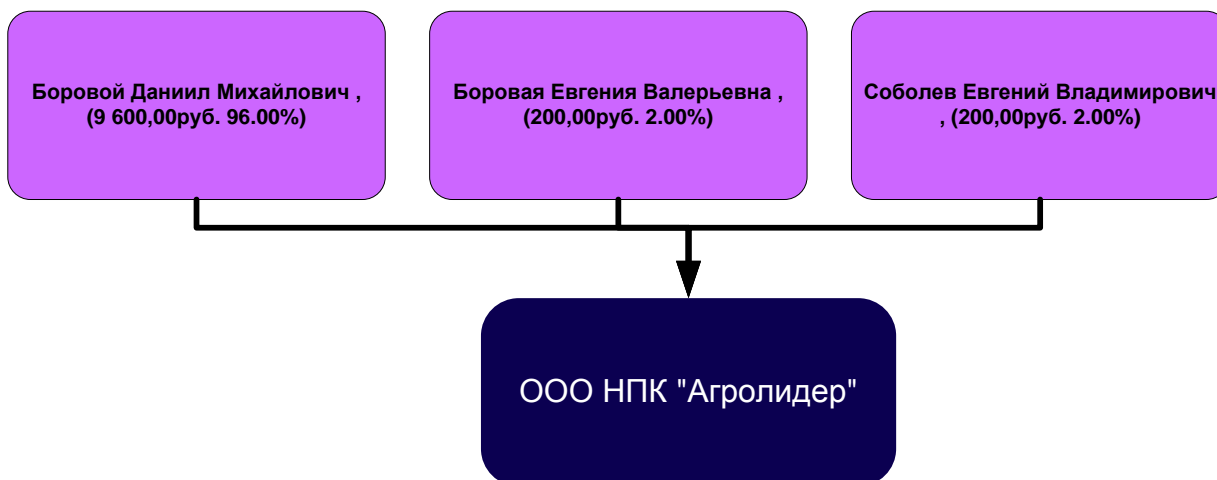 Боровой Даниил Михайлович ,
(9 600,00руб. 96.00%)
Боровая Евгения Валерьевна ,
(200,00руб. 2.00%)
Соболев Евгений Владимирович
, (200,00руб. 2.00%)
ООО НПК "Агролидер"